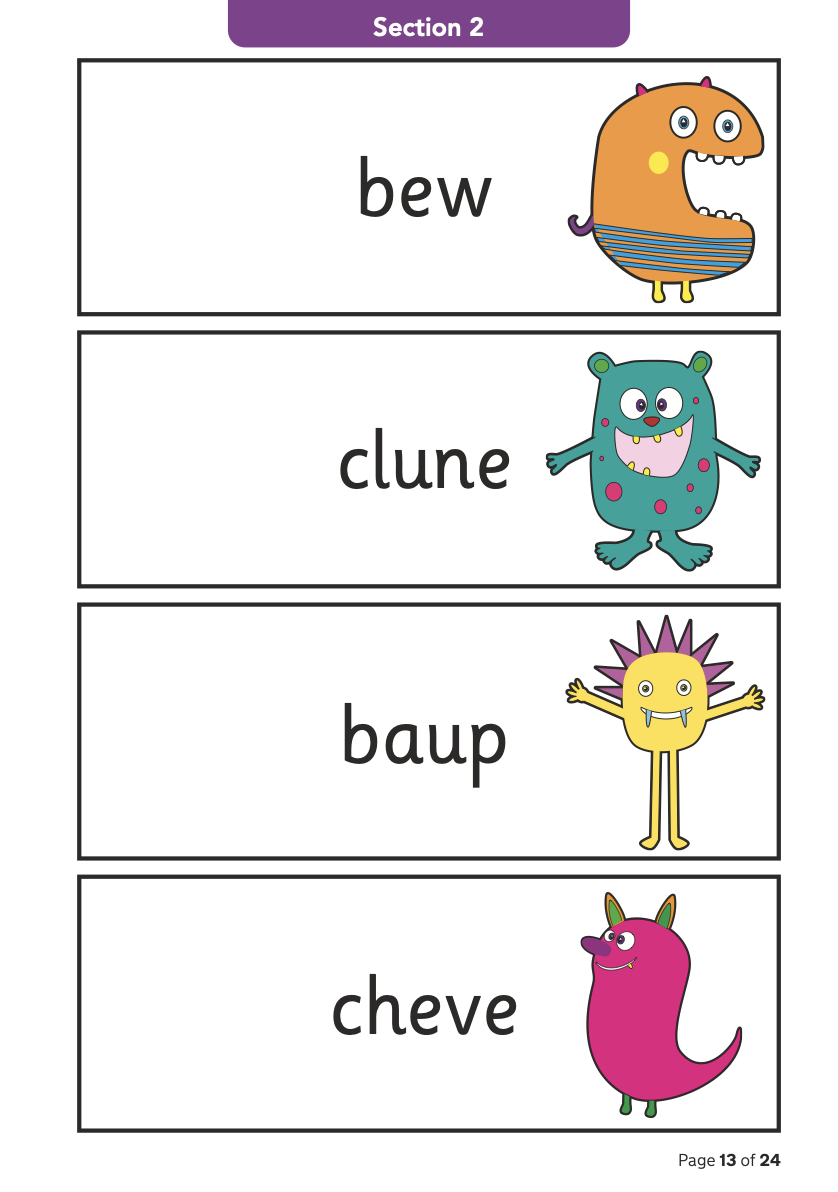 Section 2
bew
clune
baup
cheve
Page 13 of 24